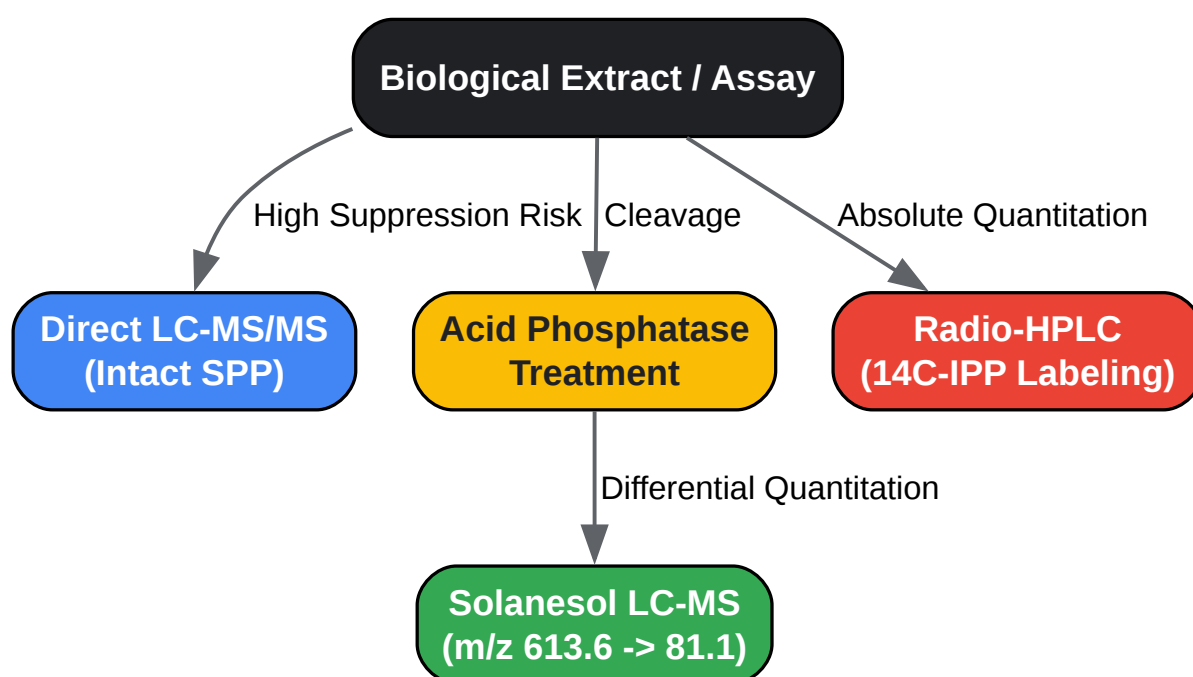 Biological Extract / Assay
High Suppression Risk
Cleavage
Absolute Quantitation
Direct LC-MS/MS
(Intact SPP)
Acid Phosphatase
Treatment
Radio-HPLC
(14C-IPP Labeling)
Differential Quantitation
Solanesol LC-MS
(m/z 613.6 -> 81.1)